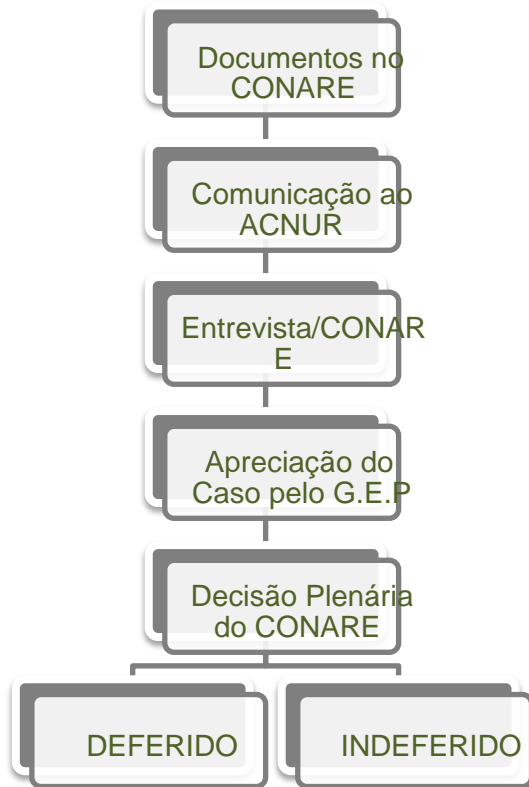 Documentos no
CONARE
Comunicação ao
ACNUR
Entrevista/CONAR
E
Apreciação do
Caso pelo G.E.P
Decisão Plenária
do CONARE
DEFERIDO
INDEFERIDO